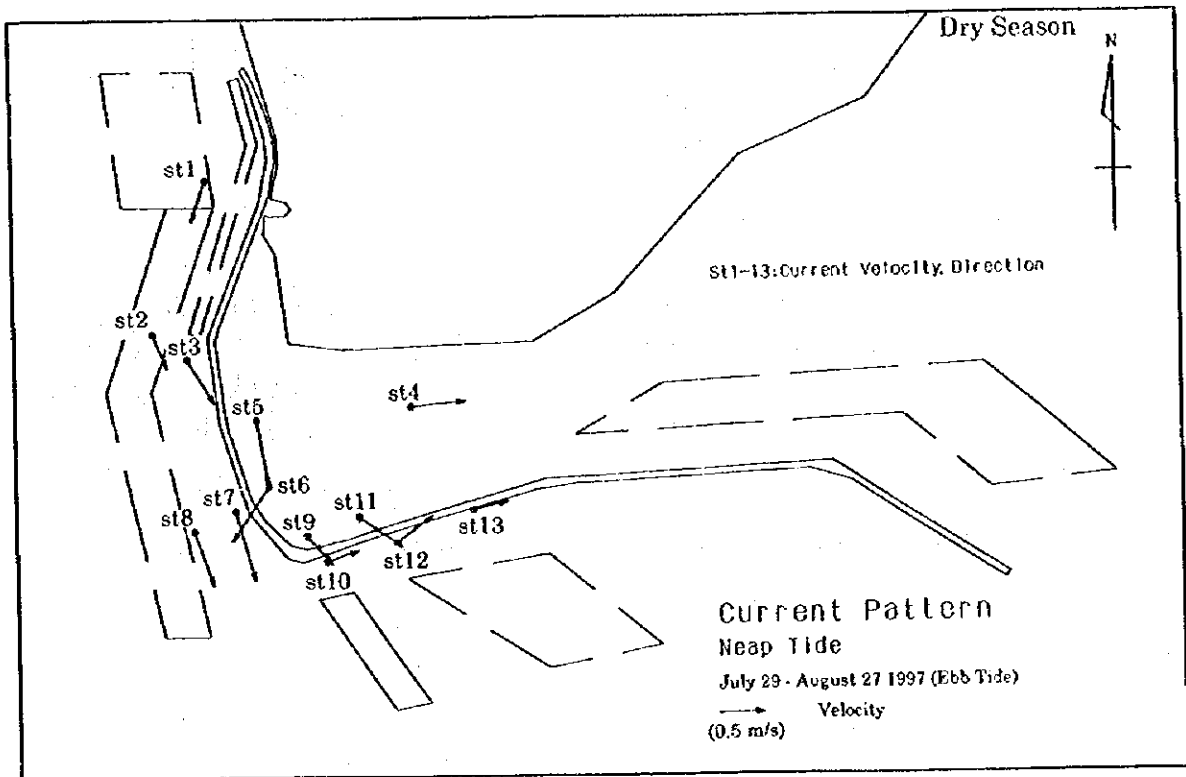 Dry Season
N
st1
St1-13:Current Velocity, Direction
st2
st3
st4
st5
st6
st7
st8
st9
st11
st13
st12
st10
Current Pattern
Neap Tide
July 29 - August 27 1997 (Ebb Tide)
Velocity
(0.5 m/s)